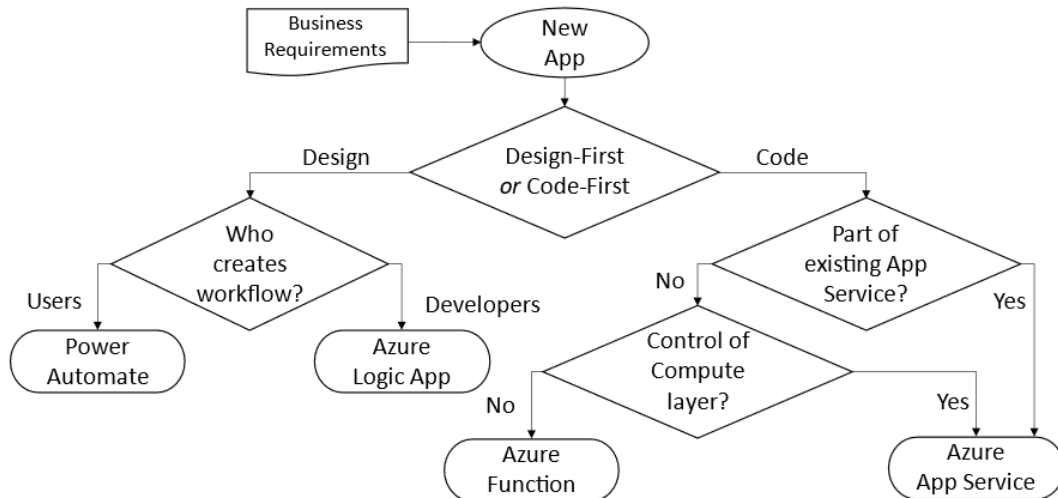 Business
Requirements
New
App
Design
Design-First
or Code-First
Code
Who
creates
workflow?
Part of
existing App
Service?
Users
Developers
No
Yes
Power
Automate
Azure
Logic App
Control of
Compute
layer?
No
Yes
Azure
Function
Azure
App Service